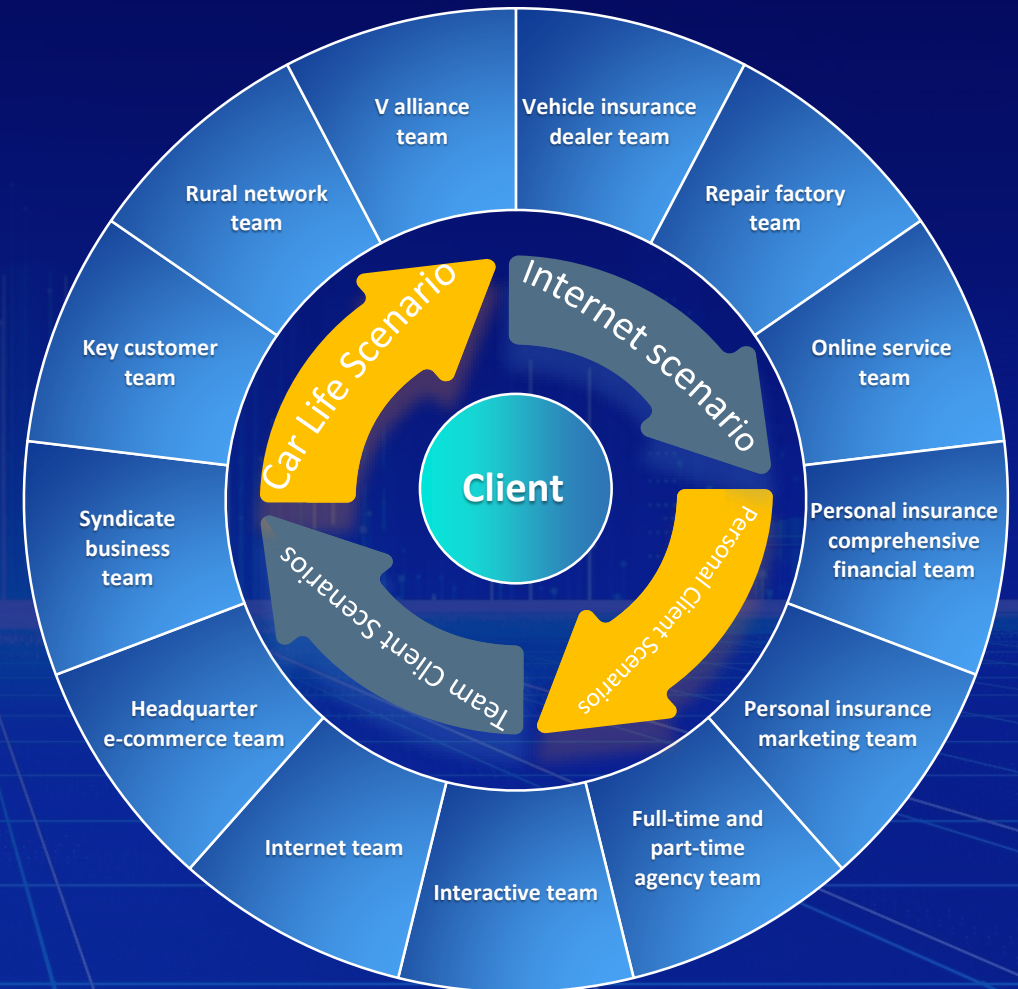 V alliance
team
Vehicle insurance
dealer team
Repair factory
team
Online service
team
Personal insurance
comprehensive
financial team
Personal insurance
marketing team
Full-time and
part-time
agency team
Interactive team
Internet team
Headquarter
e-commerce team
Syndicate
business
team
Key customer
team
Rural network
team
Car Life Scenario
Internet scenario
Personal Client Scenarios
Team Client Scenarios
Client